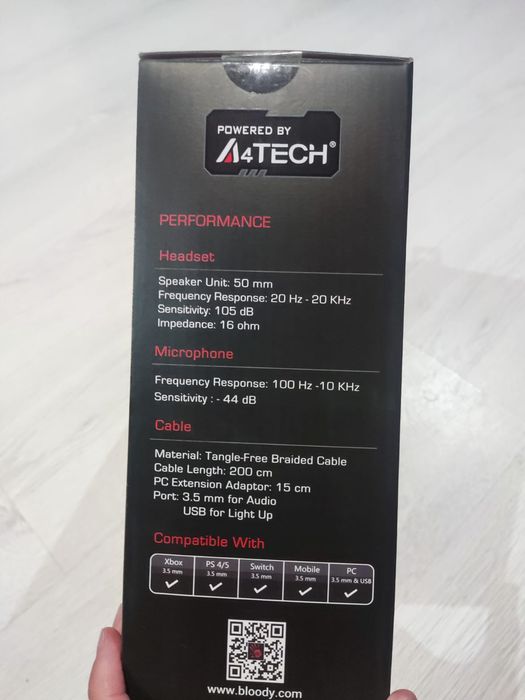 POWERED BY
A4TECH®
PERFORMANCE
Headset
Speaker Unit: 50 mm
Frequency Response: 20 Hz - 20 KHz
Sensitivity: 105 dB
Impedance: 16 ohm
Microphone
Frequency Response: 100 Hz -10 KHz
Sensitivity : - 44 dB
Cable
Material: Tangle-Free Braided Cable
Cable Length: 200 cm
PC Extension Adaptor: 15 cm
Port: 3.5 mm for Audio
USB for Light Up
Compatible With
Xbox PS 4/5 Switch Mobile PC
3.5 mm 3.5 mm 3.5 mm 3.5 mm 3.5 mm & USB
www.bloody.com